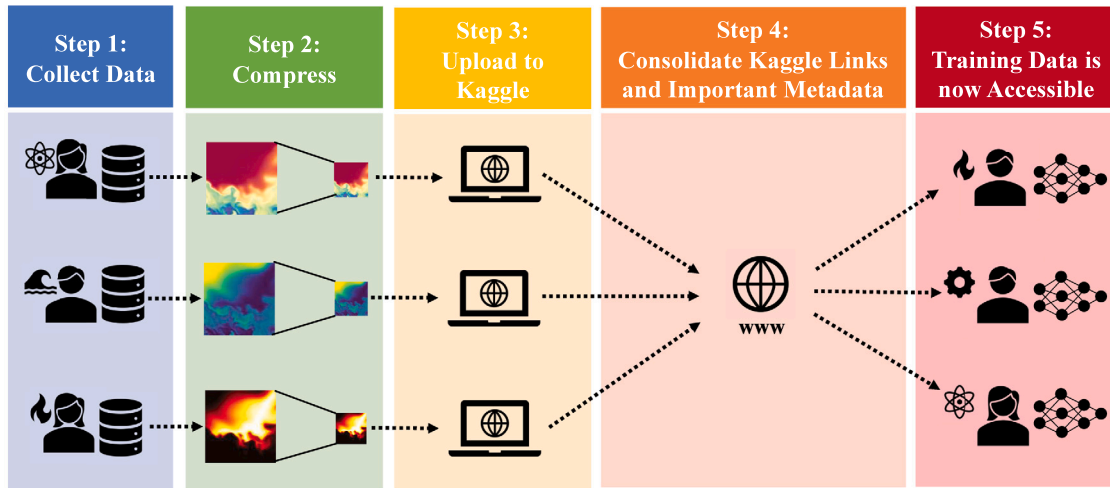 Step 1:
Collect Data
Step 2:
Compress
Step 3:
Upload to
Kaggle
Step 4:
Consolidate Kaggle Links
and Important Metadata
Step 5:
Training Data is
now Accessible
www